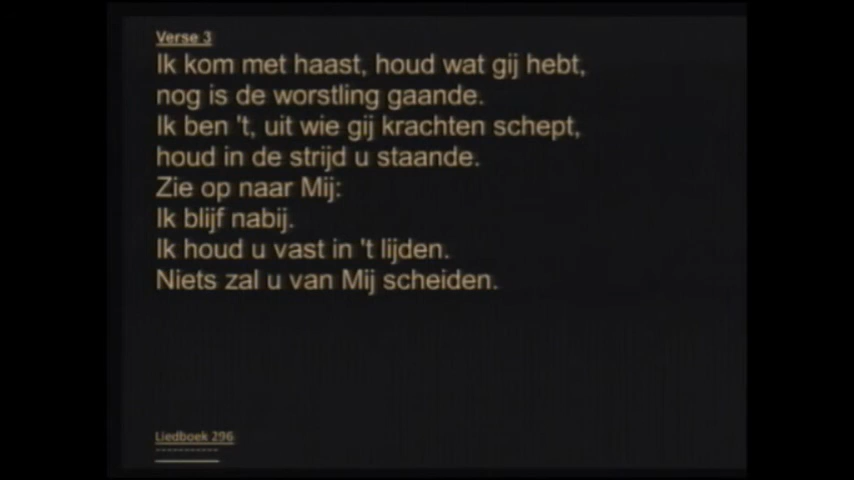 Verse 3
Ik kom met haast, houd wat gij hebt,
nog is de worstling gaande.
Ik ben 't, uit wie gij krachten schept,
houd in de strijd u staande.
Zie op naar Mij:
Ik blijf nabij.
Ik houd u vast in 't lijden.
Niets zal u van Mij scheiden.
Liedboek 296